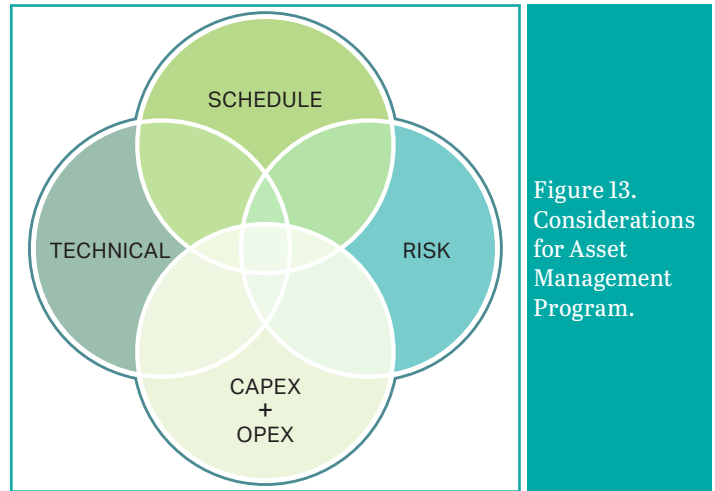 SCHEDULE
TECHNICAL
RISK
CAPEX
+
OPEX
Figure 13.
Considerations
for Asset
Management
Program.